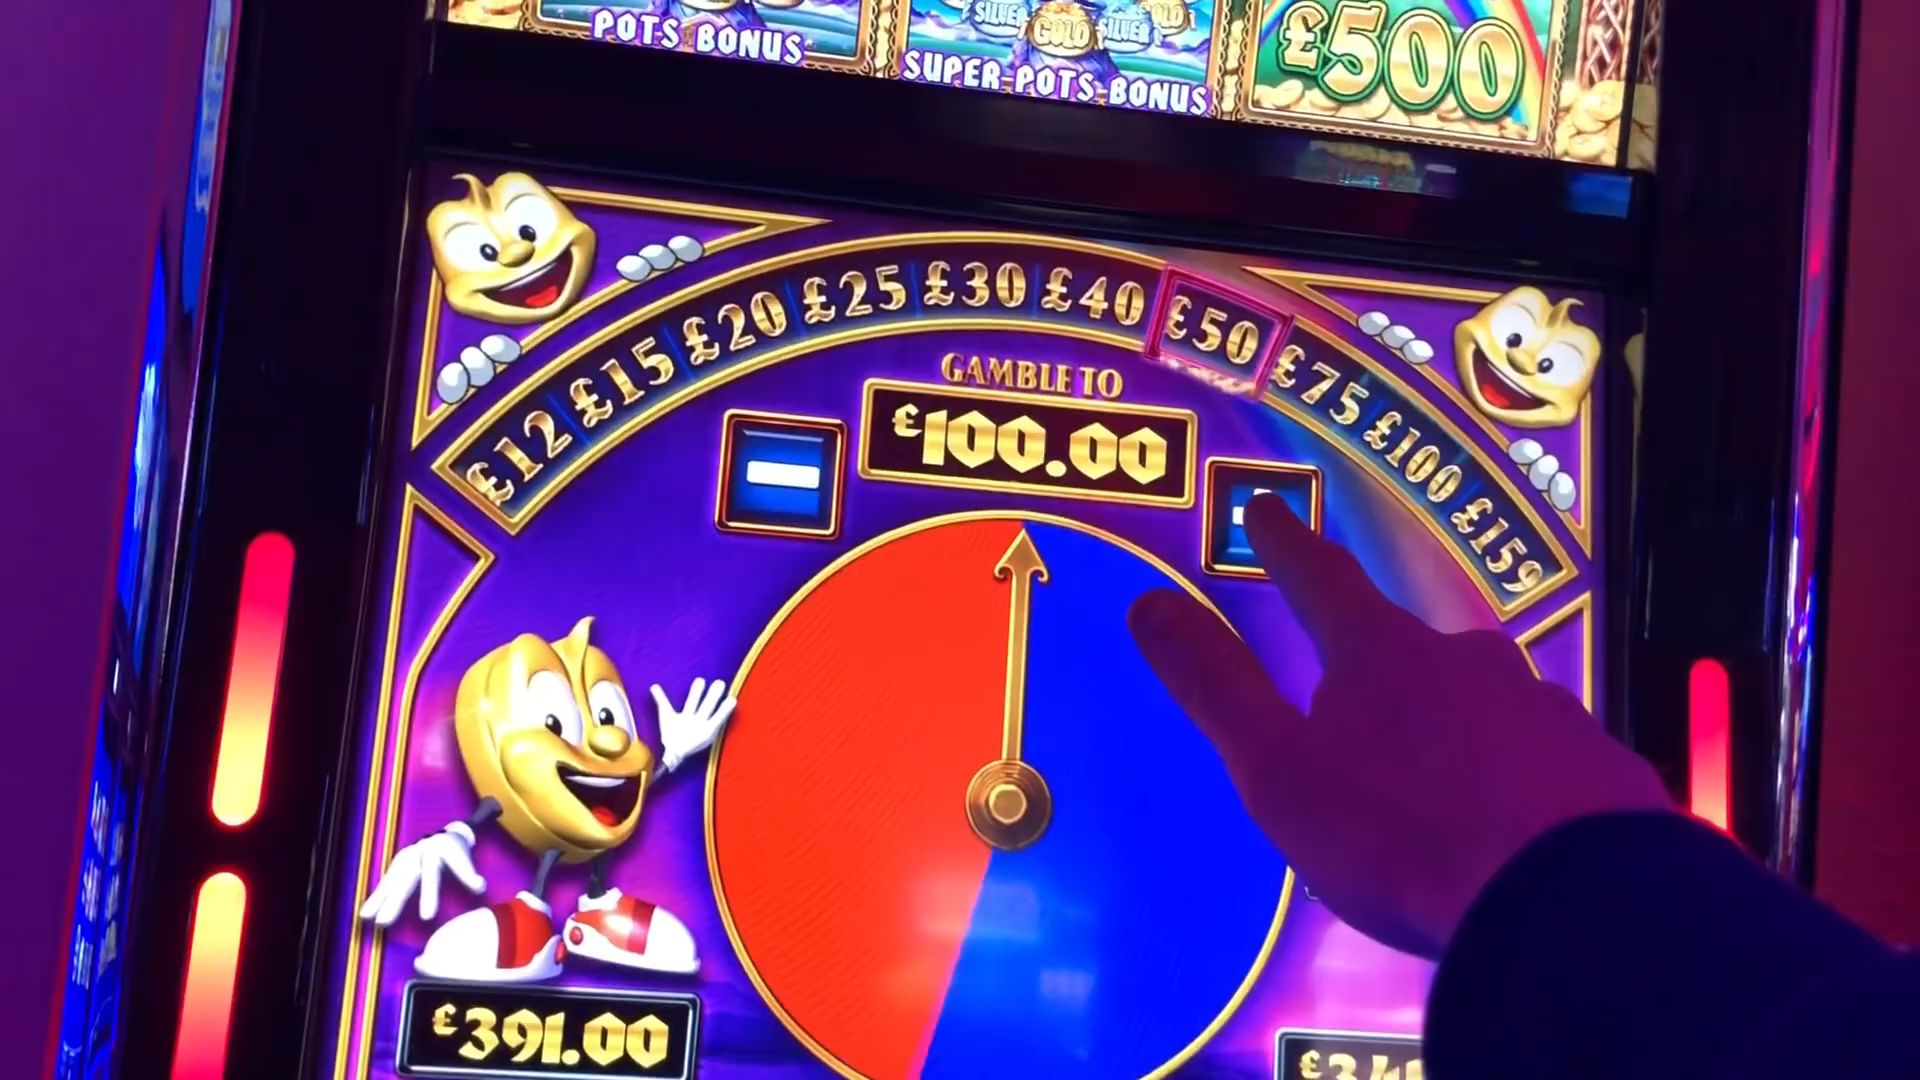 POTS BONUS
SILVER GOLD SILVER GOLD
SUPER POTS BONUS
£500
£12 £15 £20 £25 £30 £40 £50 £75 £100 £159
GAMBLE TO
£100.00
£391.00